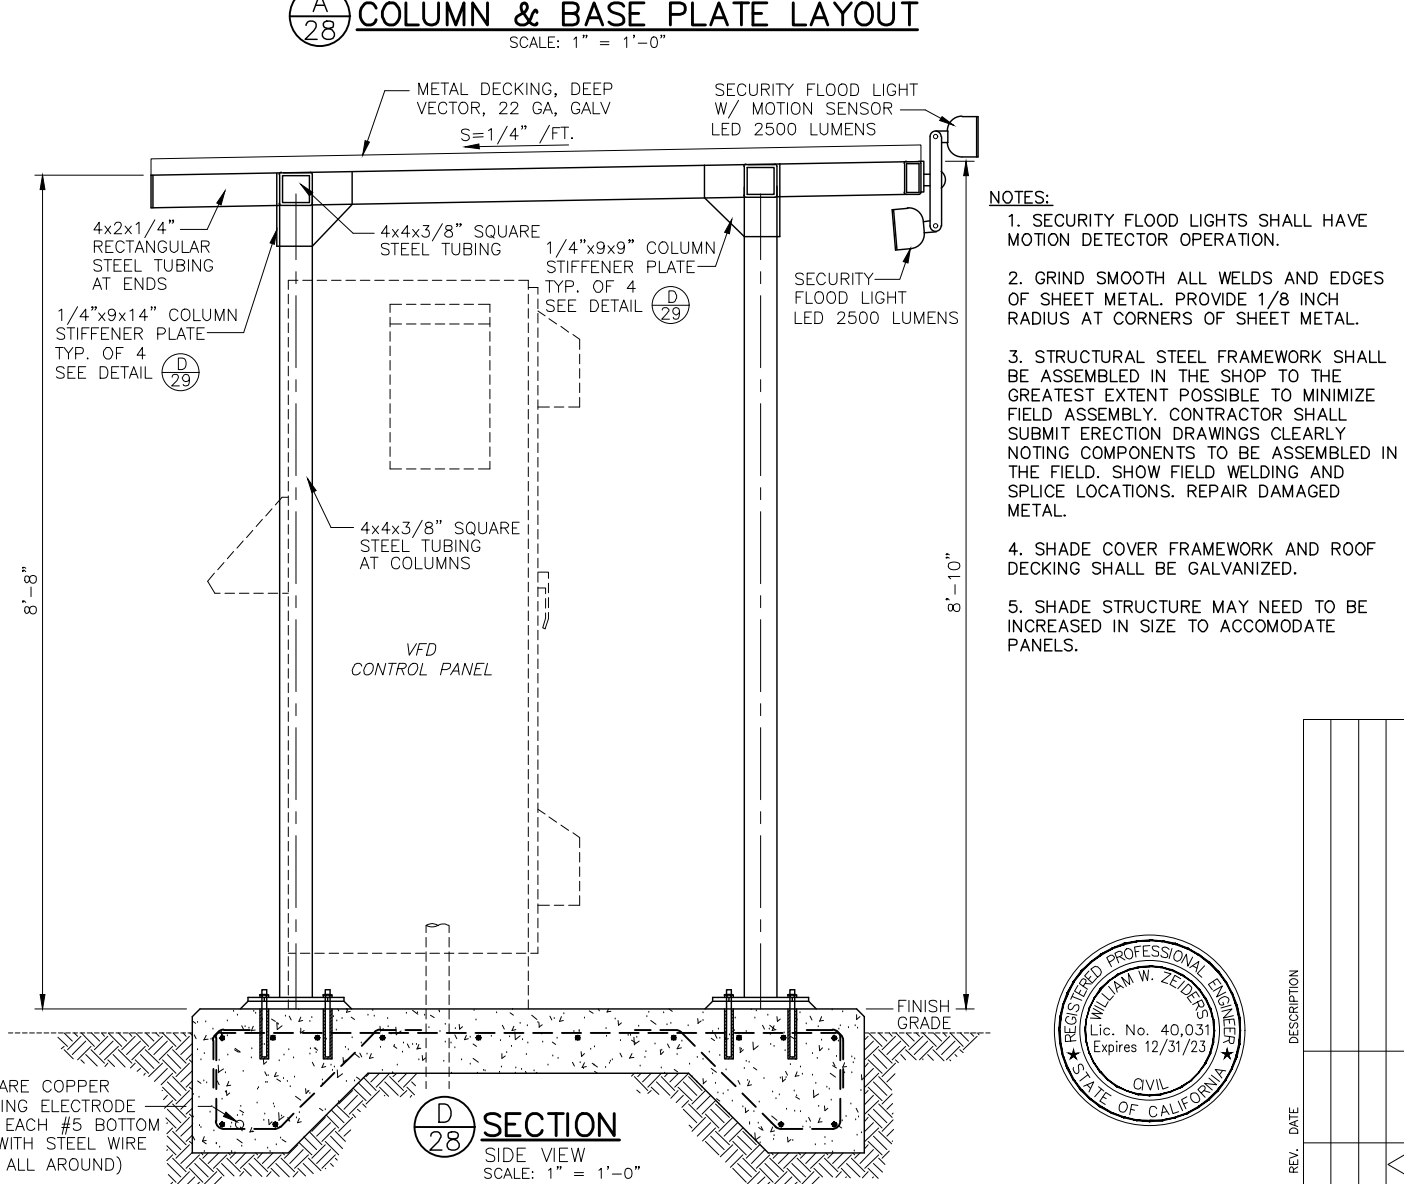 A
28
COLUMN & BASE PLATE LAYOUT
SCALE: 1" = 1'-0"
METAL DECKING, DEEP
VECTOR, 22 GA, GALV
S=1/4" /FT.
SECURITY FLOOD LIGHT
W/ MOTION SENSOR
LED 2500 LUMENS
4x2x1/4"
RECTANGULAR
STEEL TUBING
AT ENDS
4x4x3/8" SQUARE
STEEL TUBING
1/4"x9x9" COLUMN
STIFFENER PLATE
TYP. OF 4
SEE DETAIL
D
29
SECURITY
FLOOD LIGHT
LED 2500 LUMENS
1/4"x9x14" COLUMN
STIFFENER PLATE
TYP. OF 4
SEE DETAIL
D
29
4x4x3/8" SQUARE
STEEL TUBING
AT COLUMNS
8'-8"
8'-10"
VFD
CONTROL PANEL
FINISH
GRADE
ARE COPPER
ING ELECTRODE
EACH #5 BOTTOM
WITH STEEL WIRE
ALL AROUND)
D
28
SECTION
SIDE VIEW
SCALE: 1" = 1'-0"
NOTES:
1. SECURITY FLOOD LIGHTS SHALL HAVE
MOTION DETECTOR OPERATION.
2. GRIND SMOOTH ALL WELDS AND EDGES
OF SHEET METAL. PROVIDE 1/8 INCH
RADIUS AT CORNERS OF SHEET METAL.
3. STRUCTURAL STEEL FRAMEWORK SHALL
BE ASSEMBLED IN THE SHOP TO THE
GREATEST EXTENT POSSIBLE TO MINIMIZE
FIELD ASSEMBLY. CONTRACTOR SHALL
SUBMIT ERECTION DRAWINGS CLEARLY
NOTING COMPONENTS TO BE ASSEMBLED IN
THE FIELD. SHOW FIELD WELDING AND
SPLICE LOCATIONS. REPAIR DAMAGED
METAL.
4. SHADE COVER FRAMEWORK AND ROOF
DECKING SHALL BE GALVANIZED.
5. SHADE STRUCTURE MAY NEED TO BE
INCREASED IN SIZE TO ACCOMODATE
PANELS.
REGISTERED PROFESSIONAL ENGINEER
WILLIAM W. ZEIDERS
Lic. No. 40,031
Expires 12/31/23
CIVIL
STATE OF CALIFORNIA
DESCRIPTION
DATE
REV.